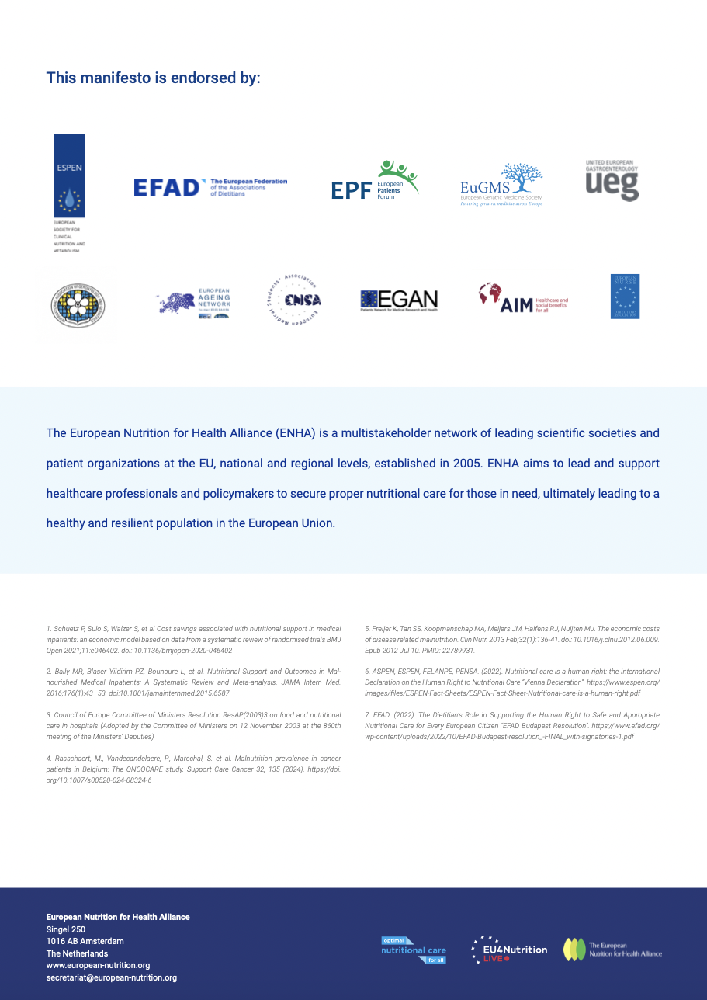 This manifesto is endorsed by:
ESPEN
EUROPEAN
SOCIETY FOR
CLINICAL
NUTRITION AND
METABOLISM
EFAD
The European Federation
of the Associations
of Dietitians
EPF
European
Patients
Forum
EuGMS
European Geriatric Medicine Society
Fostering geriatric medicine across Europe
UNITED EUROPEAN
GASTROENTEROLOGY
ueg
EUROPEAN
AGEING
NETWORK
European Medical Students' Association
EMSA
EGAN
Patients Network for Medical Research and Health
AIM
Healthcare and
social benefits
for all
EUROPEAN
NURSE
DIRECTORS
ASSOCIATION
The European Nutrition for Health Alliance (ENHA) is a multistakeholder network of leading scientific societies and
patient organizations at the EU, national and regional levels, established in 2005. ENHA aims to lead and support
healthcare professionals and policymakers to secure proper nutritional care for those in need, ultimately leading to a
healthy and resilient population in the European Union.
1. Schuetz P, Sulo S, Walzer S, et al Cost savings associated with nutritional support in medical
inpatients: an economic model based on data from a systematic review of randomised trials BMJ
Open 2021;11:e046402. doi: 10.1136/bmjopen-2020-046402
2. Bally MR, Blaser Yildirim PZ, Bounoure L, et al. Nutritional Support and Outcomes in Mal-
nourished Medical Inpatients: A Systematic Review and Meta-analysis. JAMA Intern Med.
2016;176(1):43–53. doi:10.1001/jamainternmed.2015.6587
3. Council of Europe Committee of Ministers Resolution ResAP(2003)3 on food and nutritional
care in hospitals (Adopted by the Committee of Ministers on 12 November 2003 at the 860th
meeting of the Ministers' Deputies)
4. Rasschaert, M., Vandecandelaere, P., Marechal, S. et al. Malnutrition prevalence in cancer
patients in Belgium: The ONCOCARE study. Support Care Cancer 32, 135 (2024). https://doi.
org/10.1007/s00520-024-08324-6
5. Freijer K, Tan SS, Koopmanschap MA, Meijers JM, Halfens RJ, Nuijten MJ. The economic costs
of disease related malnutrition. Clin Nutr. 2013 Feb;32(1):136-41. doi: 10.1016/j.clnu.2012.06.009.
Epub 2012 Jul 10. PMID: 22789931.
6. ASPEN, ESPEN, FELANPE, PENSA. (2022). Nutritional care is a human right: the International
Declaration on the Human Right to Nutritional Care "Vienna Declaration". https://www.espen.org/
images/files/ESPEN-Fact-Sheets/ESPEN-Fact-Sheet-Nutritional-care-is-a-human-right.pdf
7. EFAD. (2022). The Dietitian's Role in Supporting the Human Right to Safe and Appropriate
Nutritional Care for Every European Citizen "EFAD Budapest Resolution". https://www.efad.org/
wp-content/uploads/2022/10/EFAD-Budapest-resolution_-FINAL_with-signatories-1.pdf
European Nutrition for Health Alliance
Singel 250
1016 AB Amsterdam
The Netherlands
www.european-nutrition.org
secretariat@european-nutrition.org
optimal
nutritional care
for all
EU4Nutrition
LIVE
The European
Nutrition for Health Alliance